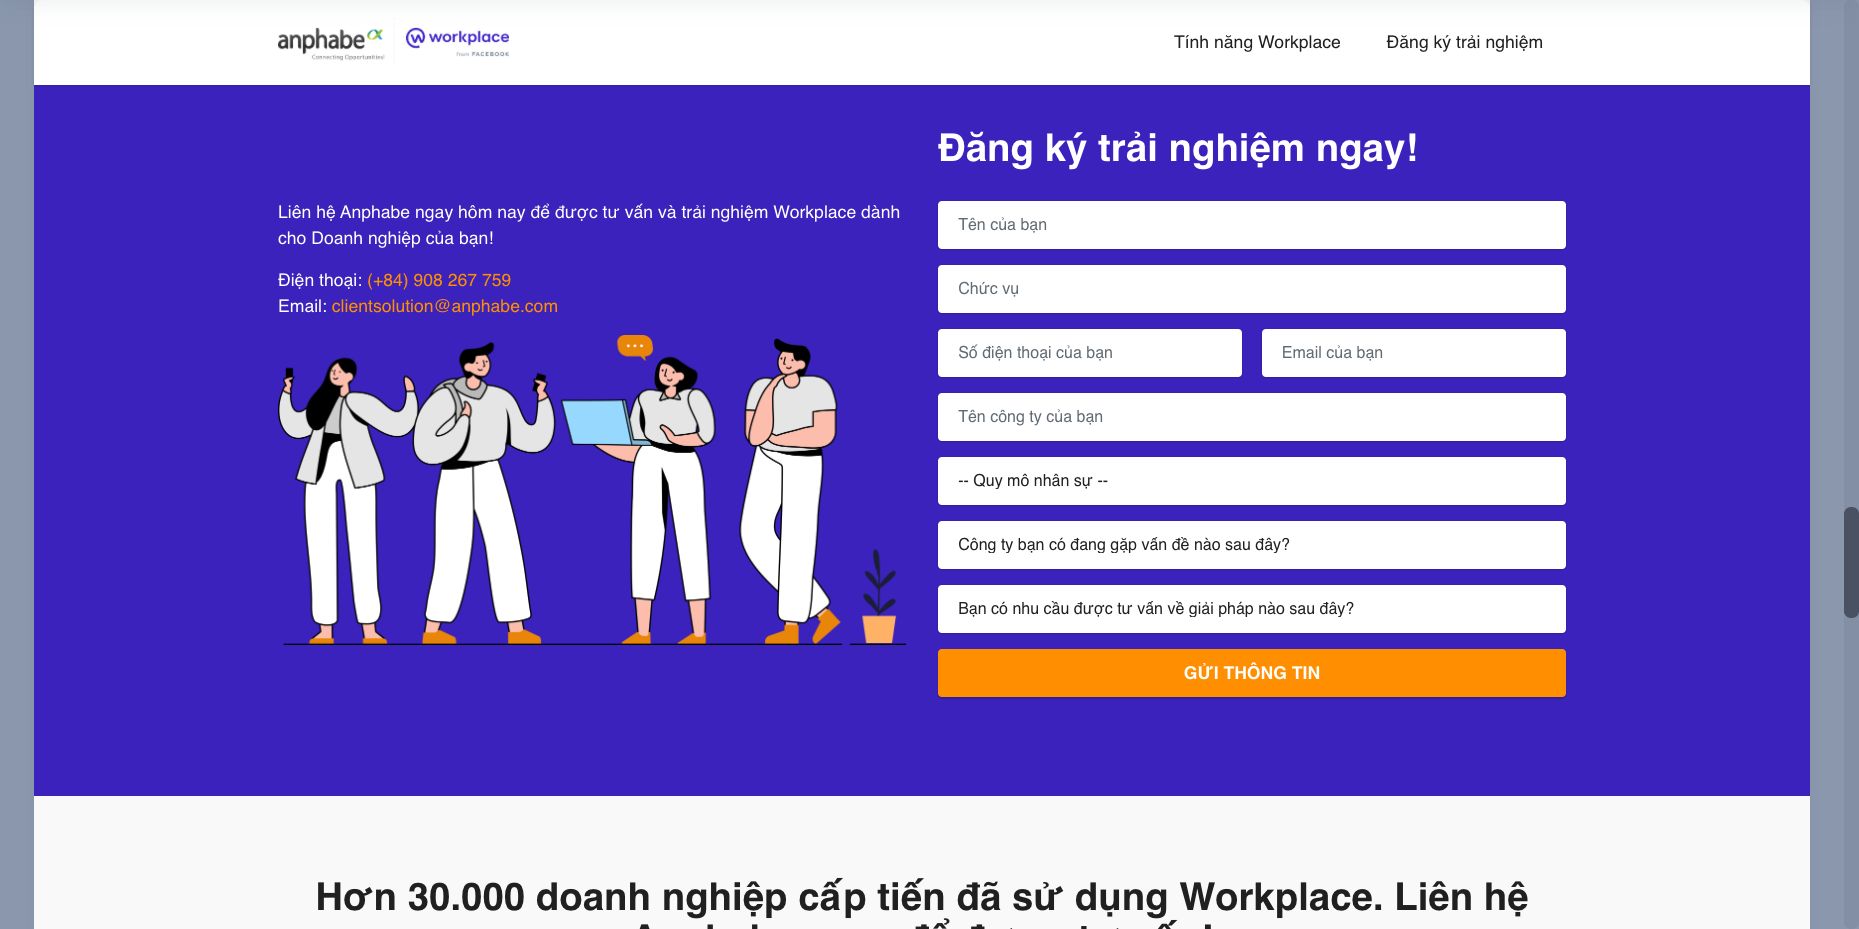 anphabe
Connecting Opportunities!
workplace
from FACEBOOK
Tính năng Workplace
Đăng ký trải nghiệm
Đăng ký trải nghiệm ngay!
Liên hệ Anphabe ngay hôm nay để được tư vấn và trải nghiệm Workplace dành
cho Doanh nghiệp của bạn!
Điện thoại: (+84) 908 267 759
Email: clientsolution@anphabe.com
Tên của bạn
Chức vụ
Số điện thoại của bạn
Email của bạn
Tên công ty của bạn
-- Quy mô nhân sự --
Công ty bạn có đang gặp vấn đề nào sau đây?
Bạn có nhu cầu được tư vấn về giải pháp nào sau đây?
GỬI THÔNG TIN
Hơn 30.000 doanh nghiệp cấp tiến đã sử dụng Workplace. Liên hệ